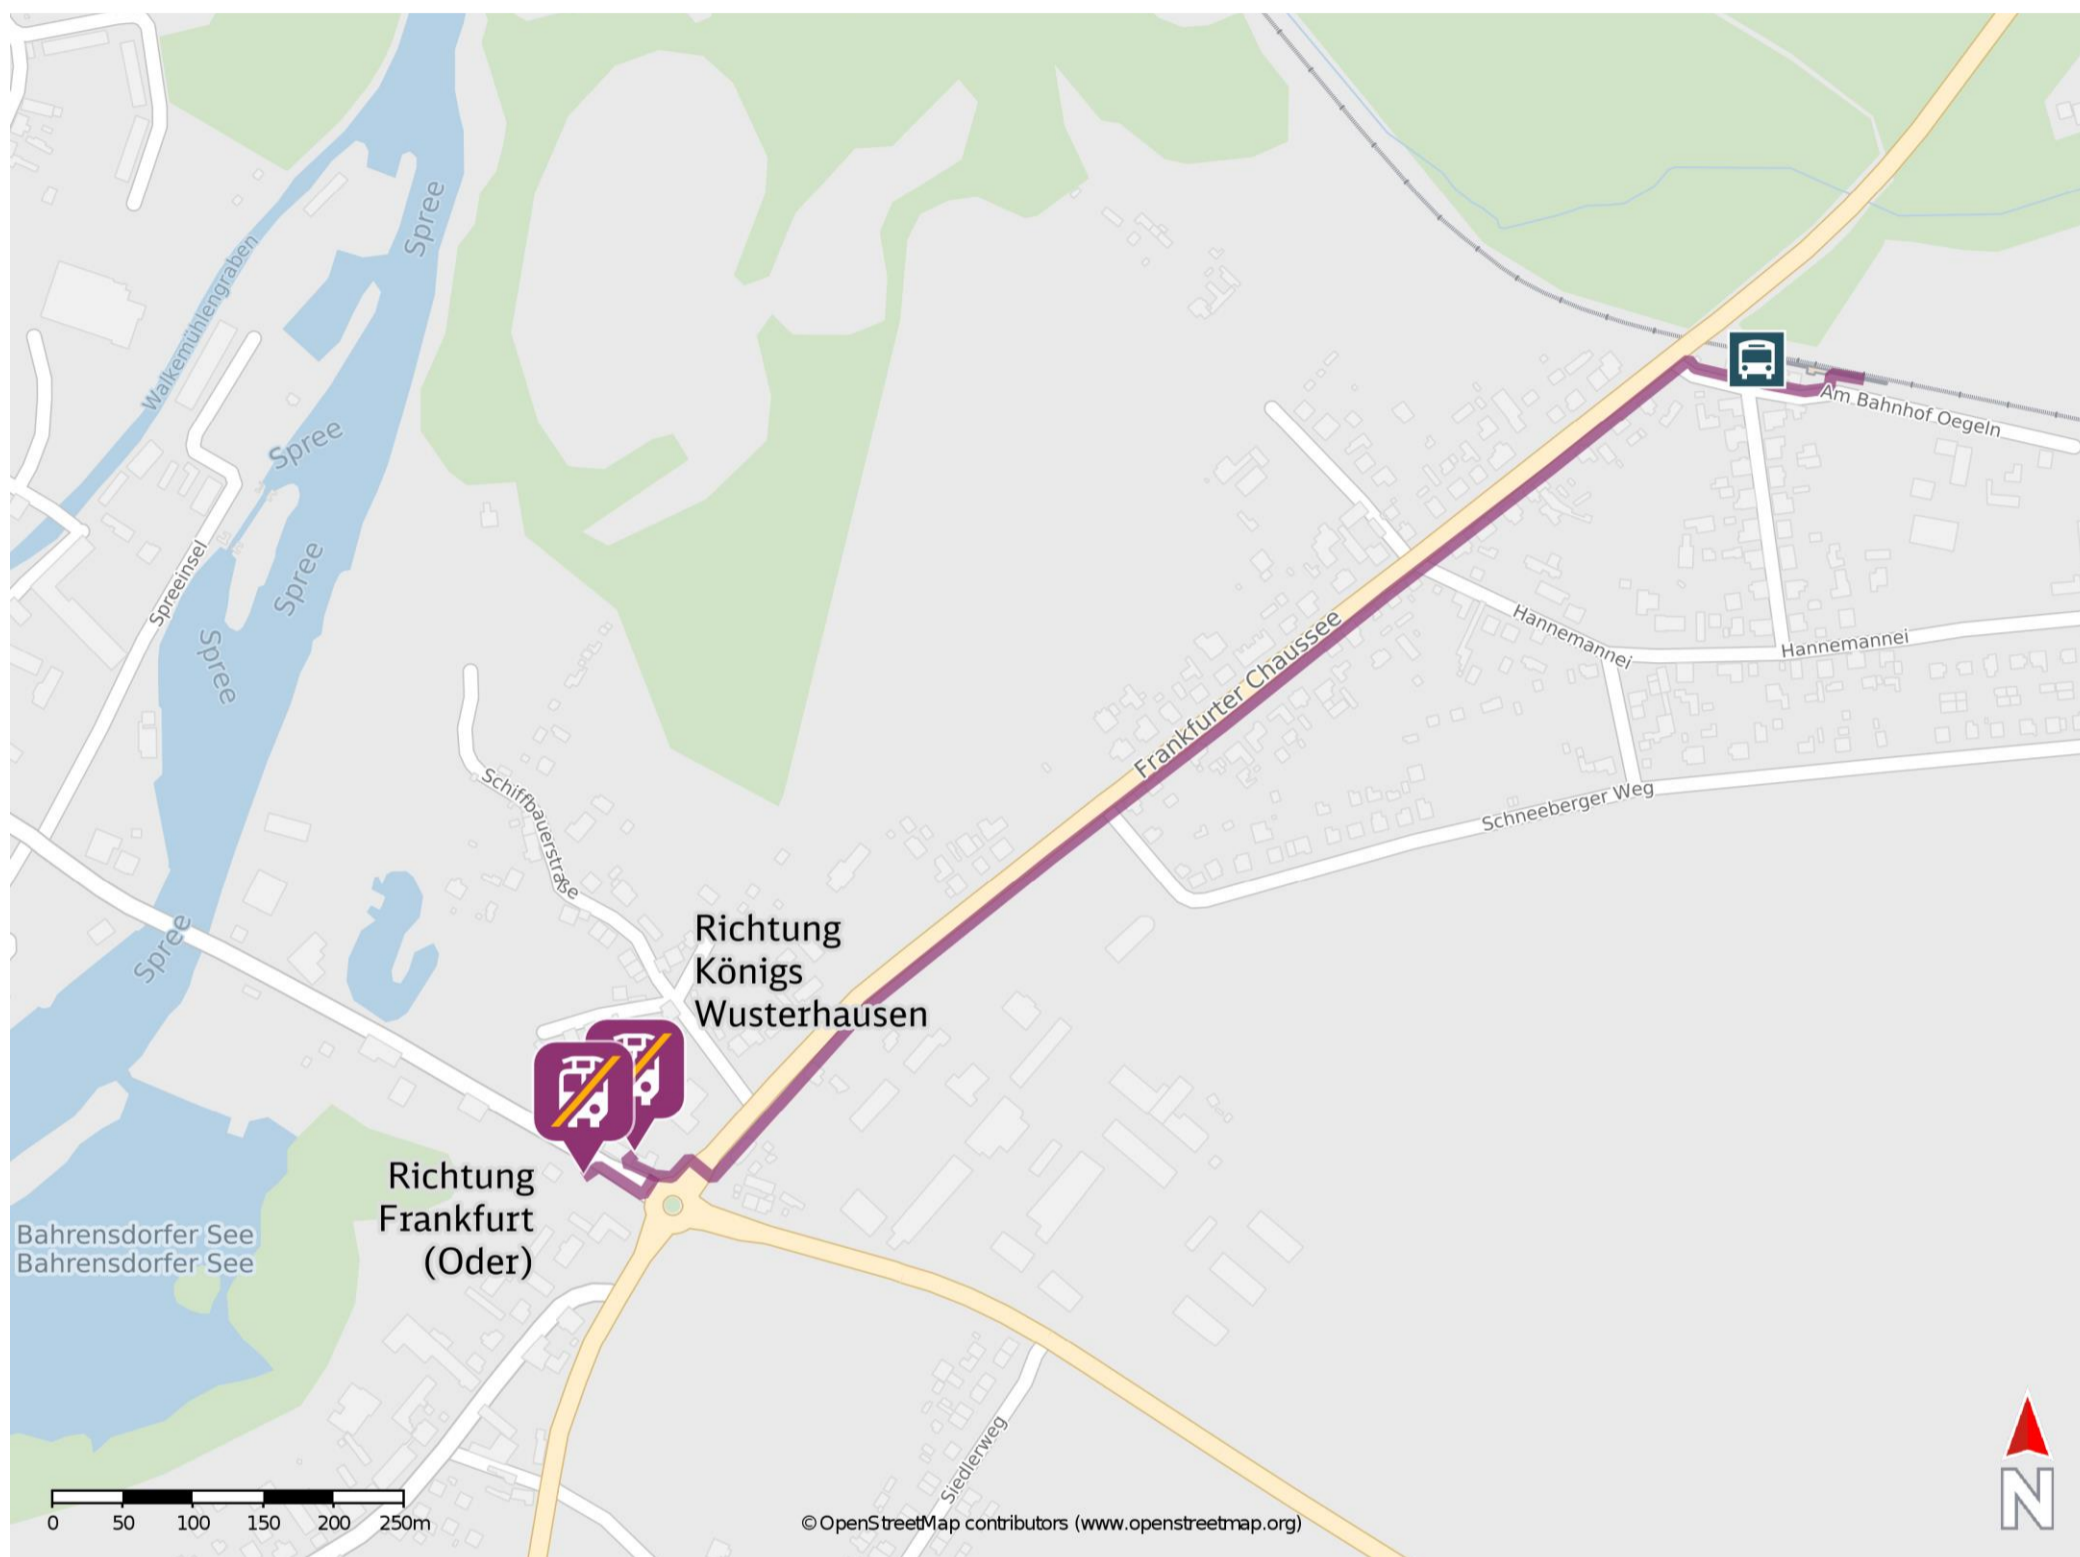 Spree
Walkemühlengraben
Spree
Am Bahnhof Oegeln
Spree
Spreeinsel
Spree
Hannemannei
Hannemannei
Frankfurter Chaussee
Schneeberger Weg
Schiffbauerstraße
Spree
Richtung
Königs
Wusterhausen
Richtung
Frankfurt
(Oder)
Bahrensdorfer See
Bahrensdorfer See
Siedlerweg
N
0 50 100 150 200 250m
©OpenStreetMap contributors (www.openstreetmap.org)